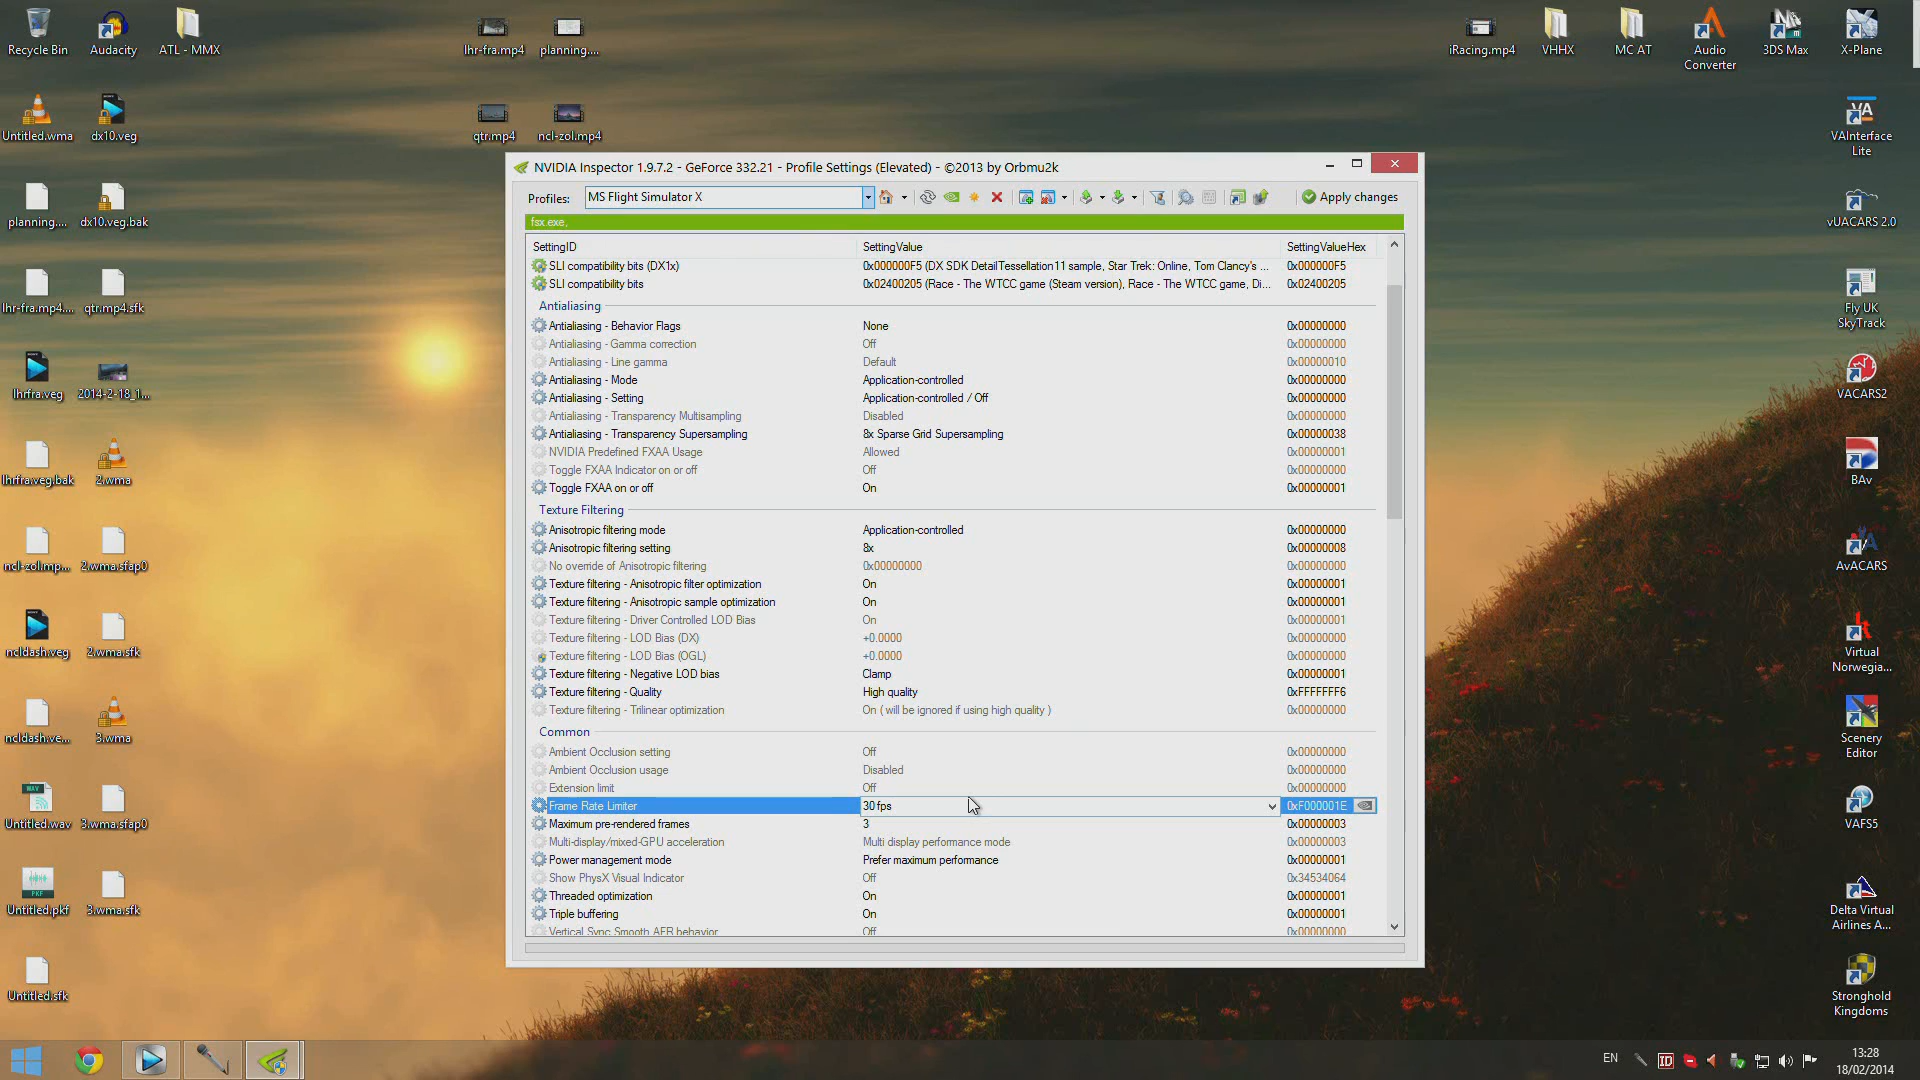 Recycle Bin
Audacity
ATL - MMX
lhr-fra.mp4
planning....
iRacing.mp4
VHHX
MC AT
Audio
Converter
3DS Max
X-Plane
Untitled.wma
dx10.veg
qtr.mp4
ncl-zol.mp4
VAInterface
Lite
planning....
dx10.veg.bak
vUACARS 2.0
lhr-fra.mp4....
qtr.mp4.sfk
Fly UK
SkyTrack
lhrfra.veg
2014-2-18_1...
VACARS2
lhrfra.veg.bak
2.wma
BAv
ncl-zol.mp...
2.wma.sfap0
AvACARS
ncldash.veg
2.wma.sfk
Virtual
Norwegia...
ncldash.ve...
3.wma
Scenery
Editor
WAV
Untitled.wav
3.wma.sfap0
VAFS5
PKF
Untitled.pkf
3.wma.sfk
Delta Virtual
Airlines A...
Untitled.sfk
Stronghold
Kingdoms
NVIDIA Inspector 1.9.7.2 - GeForce 332.21 - Profile Settings (Elevated) - ©2013 by Orbmu2k
Profiles: MS Flight Simulator X Apply changes
fsx.exe,
SettingID SettingValue SettingValueHex
SLI compatibility bits (DX1x) 0x000000F5 (DX SDK DetailTessellation11 sample, Star Trek: Online, Tom Clancy's ... 0x000000F5
SLI compatibility bits 0x02400205 (Race - The WTCC game (Steam version), Race - The WTCC game, Di... 0x02400205
Antialiasing
Antialiasing - Behavior Flags None 0x00000000
Antialiasing - Gamma correction Off 0x00000000
Antialiasing - Line gamma Default 0x00000010
Antialiasing - Mode Application-controlled 0x00000000
Antialiasing - Setting Application-controlled / Off 0x00000000
Antialiasing - Transparency Multisampling Disabled 0x00000000
Antialiasing - Transparency Supersampling 8x Sparse Grid Supersampling 0x00000038
NVIDIA Predefined FXAA Usage Allowed 0x00000001
Toggle FXAA Indicator on or off Off 0x00000000
Toggle FXAA on or off On 0x00000001
Texture Filtering
Anisotropic filtering mode Application-controlled 0x00000000
Anisotropic filtering setting 8x 0x00000008
No override of Anisotropic filtering 0x00000000 0x00000000
Texture filtering - Anisotropic filter optimization On 0x00000001
Texture filtering - Anisotropic sample optimization On 0x00000001
Texture filtering - Driver Controlled LOD Bias On 0x00000001
Texture filtering - LOD Bias (DX) +0.0000 0x00000000
Texture filtering - LOD Bias (OGL) +0.0000 0x00000000
Texture filtering - Negative LOD bias Clamp 0x00000001
Texture filtering - Quality High quality 0xFFFFFFF6
Texture filtering - Trilinear optimization On ( will be ignored if using high quality ) 0x00000000
Common
Ambient Occlusion setting Off 0x00000000
Ambient Occlusion usage Disabled 0x00000000
Extension limit Off 0x00000000
Frame Rate Limiter 30 fps 0xF000001E
Maximum pre-rendered frames 3 0x00000003
Multi-display/mixed-GPU acceleration Multi display performance mode 0x00000003
Power management mode Prefer maximum performance 0x00000001
Show PhysX Visual Indicator Off 0x34534064
Threaded optimization On 0x00000001
Triple buffering On 0x00000001
Vertical Sync Smooth AFR behavior Off 0x00000000
EN
13:28
18/02/2014